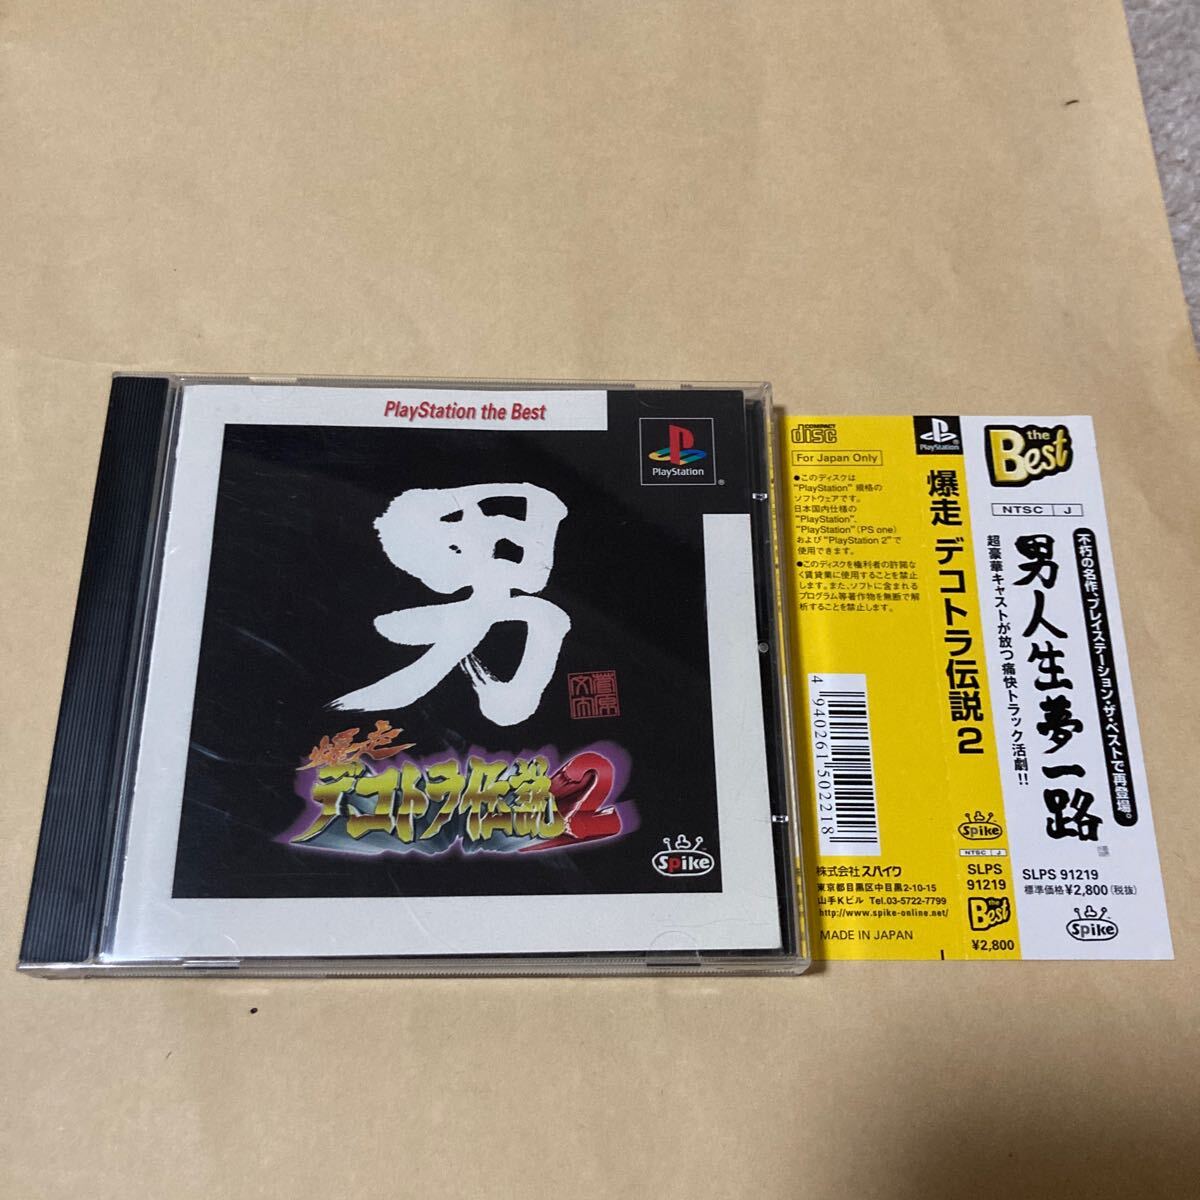 PlayStation the Best
PlayStation
男
菅原文太
爆走
デコトラ伝説2
Spike
COMPACT
disc
For Japan Only
●このディスクは
"PlayStation" 規格の
ソフトウェアです。
日本国内仕様の
"PlayStation"、
"PlayStation"(PS one)
および"PlayStation 2"で
使用できます。
●このディスクを権利者の許諾な
く賃貸業に使用することを禁止
します。また、ソフトに含まれる
プログラム等著作物を無断で解
析することを禁止します。
4 940261 502218
株式会社 スパイク
東京都目黒区中目黒2-10-15
山手Kビル Tel.03-5722-7799
http://www.spike-online.net/
MADE IN JAPAN
PlayStation
爆走 デコトラ伝説2
Spike
NTSC J
SLPS
91219
the Best
¥2,800
the Best
NTSC J
不朽の名作、プレイステーション・ザ・ベストで再登場。
男人生夢一路
超豪華キャストが放つ痛快トラック活劇!!
SLPS 91219
標準価格¥2,800(税抜)
Spike